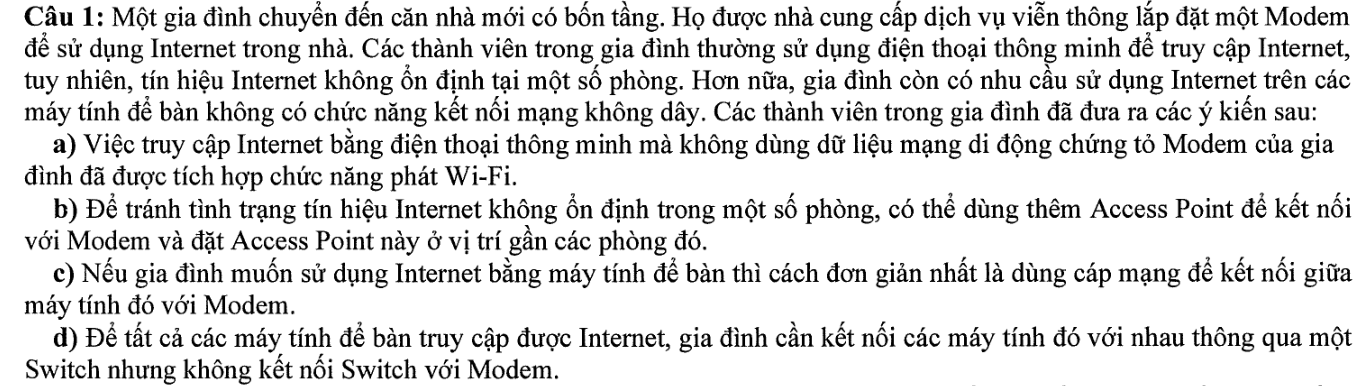 Câu 1: Một gia đình chuyển đến căn nhà mới có bốn tầng. Họ được nhà cung cấp dịch vụ viễn thông lắp đặt một Modem
để sử dụng Internet trong nhà. Các thành viên trong gia đình thường sử dụng điện thoại thông minh để truy cập Internet,
tuy nhiên, tín hiệu Internet không ổn định tại một số phòng. Hơn nữa, gia đình còn có nhu cầu sử dụng Internet trên các
máy tính để bàn không có chức năng kết nối mạng không dây. Các thành viên trong gia đình đã đưa ra các ý kiến sau:
a) Việc truy cập Internet bằng điện thoại thông minh mà không dùng dữ liệu mạng di động chứng tỏ Modem của gia
đình đã được tích hợp chức năng phát Wi-Fi.
b) Để tránh tình trạng tín hiệu Internet không ổn định trong một số phòng, có thể dùng thêm Access Point để kết nối
với Modem và đặt Access Point này ở vị trí gần các phòng đó.
c) Nếu gia đình muốn sử dụng Internet bằng máy tính để bàn thì cách đơn giản nhất là dùng cáp mạng để kết nối giữa
máy tính đó với Modem.
d) Để tất cả các máy tính để bàn truy cập được Internet, gia đình cần kết nối các máy tính đó với nhau thông qua một
Switch nhưng không kết nối Switch với Modem.